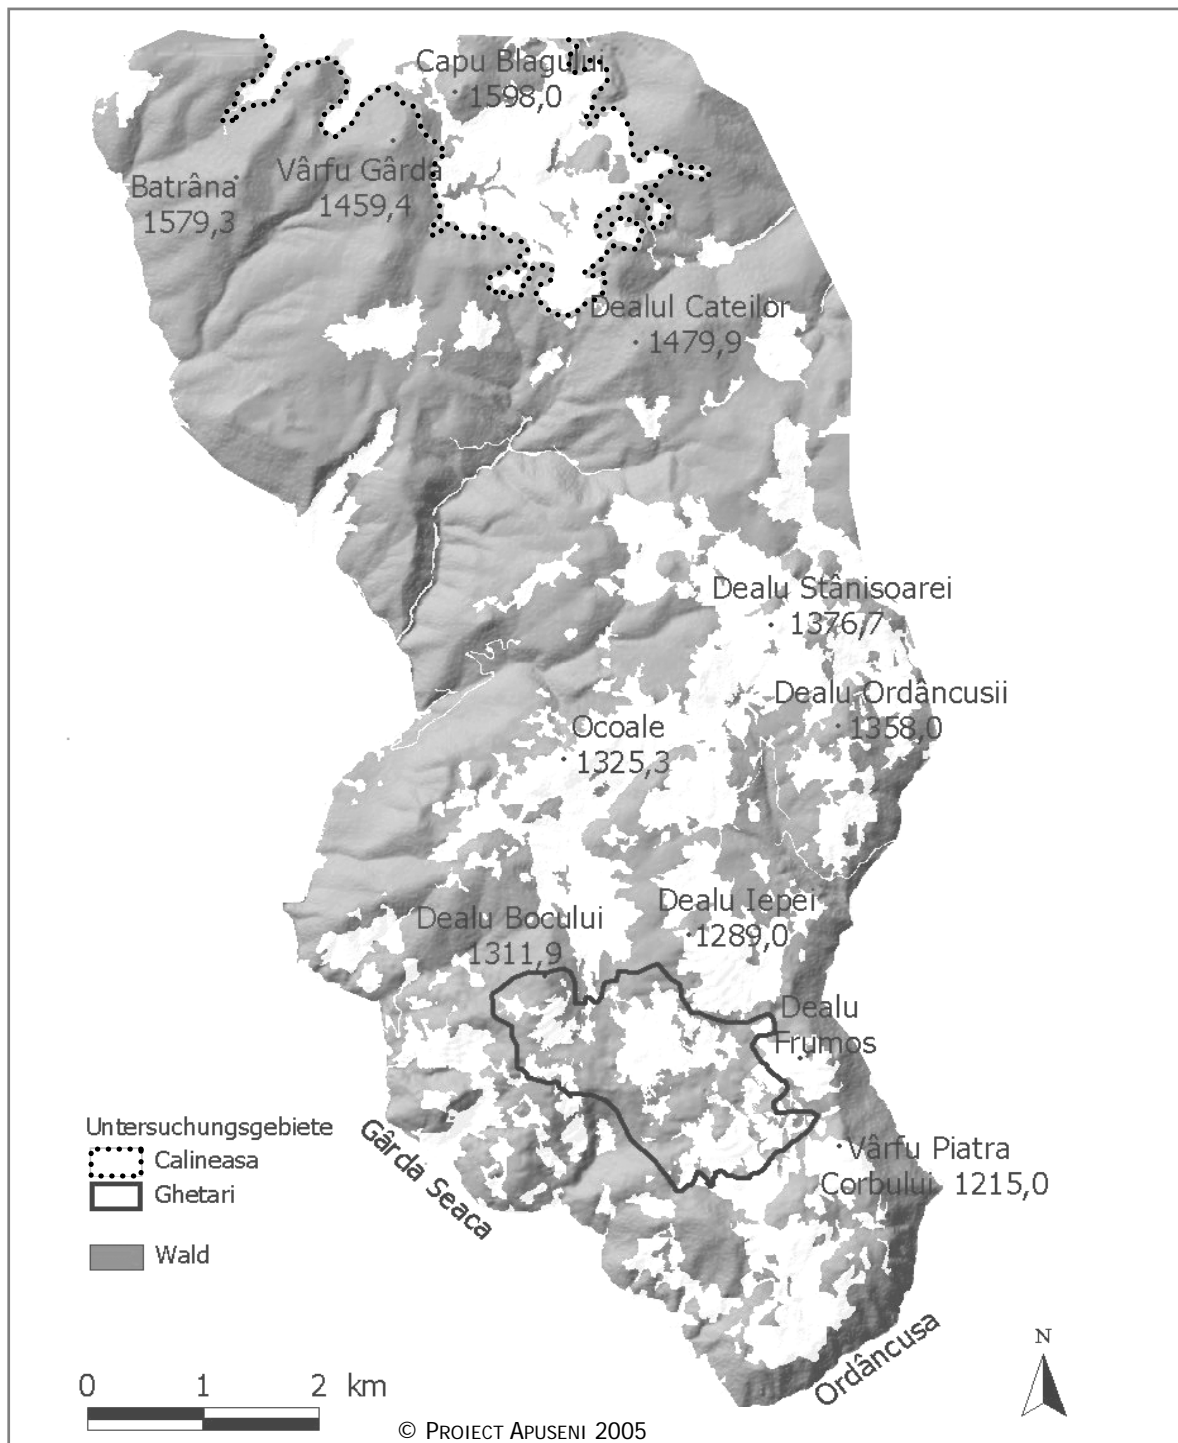 Capu Blagului
1598,0
Vârfu Gârda
1459,4
Batrâna
1579,3
Dealul Cateilor
1479,9
Dealu Stânisoarei
1376,7
Dealu Ordâncusii
1358,0
Ocoale
1325,3
Dealu Iepei
1289,0
Dealu Bocului
1311,9
Dealu
Frumos
Vârfu Piatra
Corbului 1215,0
Gârda Seaca
Ordâncusa
Untersuchungsgebiete
Calineasa
Ghetari
Wald
0 1 2 km
N
© PROIECT APUSENI 2005